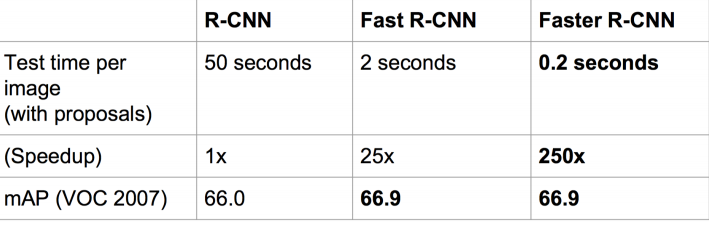 R-CNN Fast R-CNN Faster R-CNN
Test time per image (with proposals) 50 seconds 2 seconds 0.2 seconds
(Speedup) 1x 25x 250x
mAP (VOC 2007) 66.0 66.9 66.9